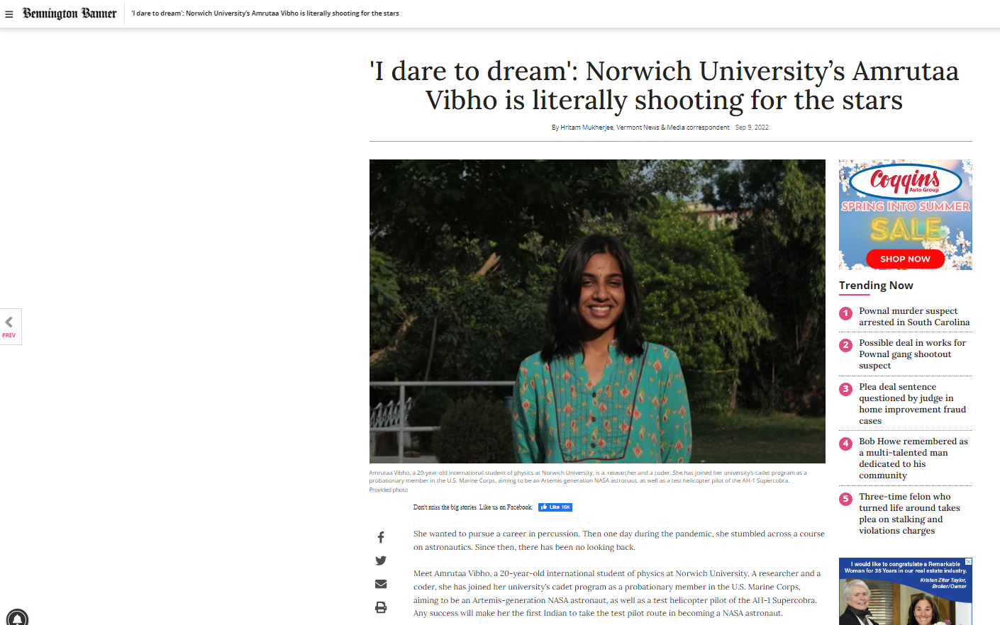 Bennington Banner
'I dare to dream': Norwich University's Amrutaa Vibho is literally shooting for the stars
'I dare to dream': Norwich University’s Amrutaa
Vibho is literally shooting for the stars
By Hritam Mukherjee, Vermont News & Media correspondent Sep 9, 2022
PREV
Amrutaa Vibho, a 20-year-old international student of physics at Norwich University, is a researcher and a coder. She has joined her university's cadet program as a
probationary member in the U.S. Marine Corps, aiming to be an Artemis-generation NASA astronaut, as well as a test helicopter pilot of the AH-1 Supercobra.
Provided photo
Don't miss the big stories. Like us on Facebook.
Like 16K
She wanted to pursue a career in percussion. Then one day during the pandemic, she stumbled across a course
on astronautics. Since then, there has been no looking back.
Meet Amrutaa Vibho, a 20-year-old international student of physics at Norwich University. A researcher and a
coder, she has joined her university’s cadet program as a probationary member in the U.S. Marine Corps,
aiming to be an Artemis-generation NASA astronaut, as well as a test helicopter pilot of the AH-1 Supercobra.
Any success will make her the first Indian to take the test pilot route in becoming a NASA astronaut.
Coggins
Auto Group
SPRING INTO SUMMER
SALE
SHOP NOW
Trending Now
1 Pownal murder suspect
arrested in South Carolina
2 Possible deal in works for
Pownal gang shootout
suspect
3 Plea deal sentence
questioned by judge in
home improvement fraud
cases
4 Bob Howe remembered as
a multi-talented man
dedicated to his
community
5 Three-time felon who
turned life around takes
plea on stalking and
violations charges
I would like to congratulate a Remarkable
Woman for 35 Years in our real estate industry.
Kristen Zlter Taylor,
Broker/Owner